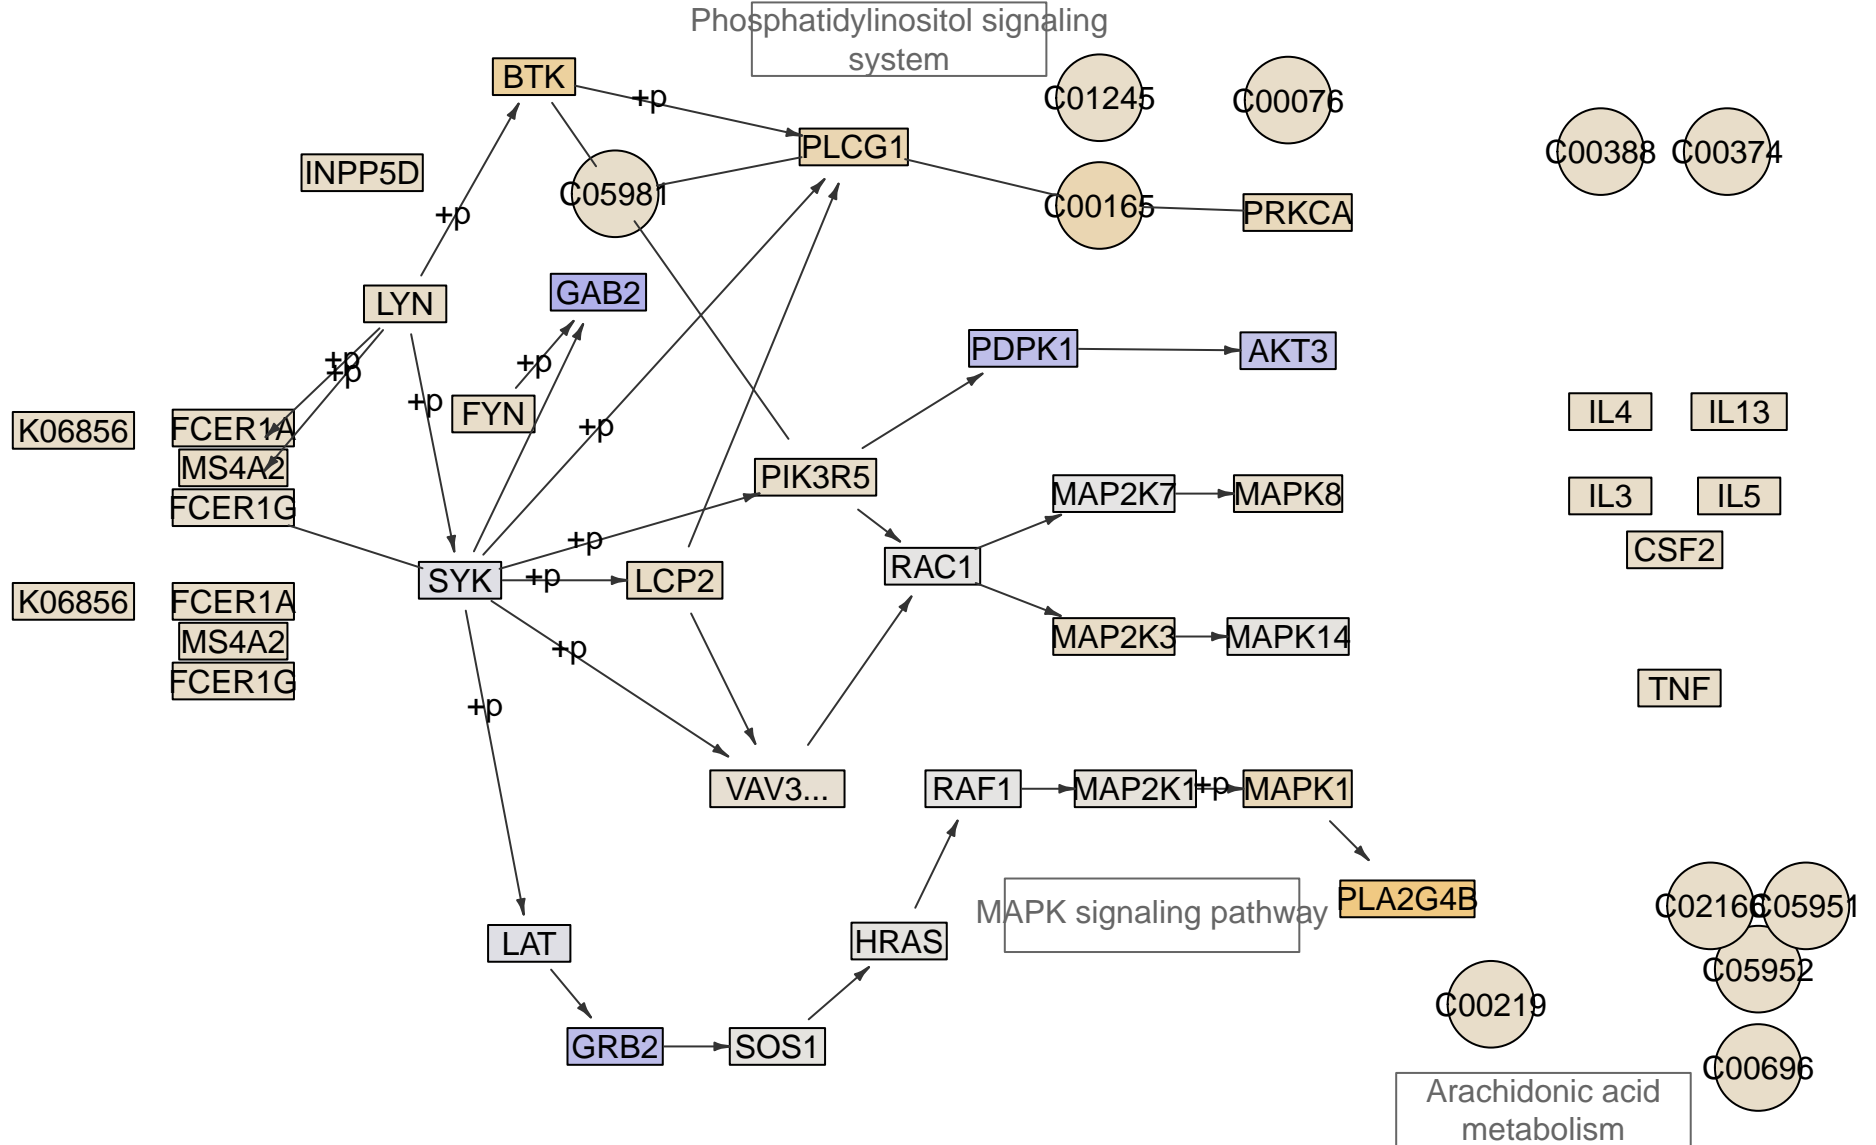 Phosphatidylinositol signaling
system
BTK
+p
C01245
C00076
PLCG1
C00388
C00374
INPP5D
C05981
C00165
PRKCA
+p
LYN
GAB2
PDPK1
AKT3
+p
+p
+p
+p
FYN
+p
K06856
FCER1A
MS4A2
FCER1G
IL4
IL13
PIK3R5
MAP2K7
MAPK8
IL3
IL5
+p
CSF2
SYK
+p
LCP2
RAC1
K06856
FCER1A
MS4A2
FCER1G
+p
MAP2K3
MAPK14
TNF
+p
VAV3...
RAF1
MAP2K1
+p
MAPK1
MAPK signaling pathway
PLA2G4B
C02166
C05951
C05952
LAT
HRAS
C00219
GRB2
SOS1
C00696
Arachidonic acid
metabolism